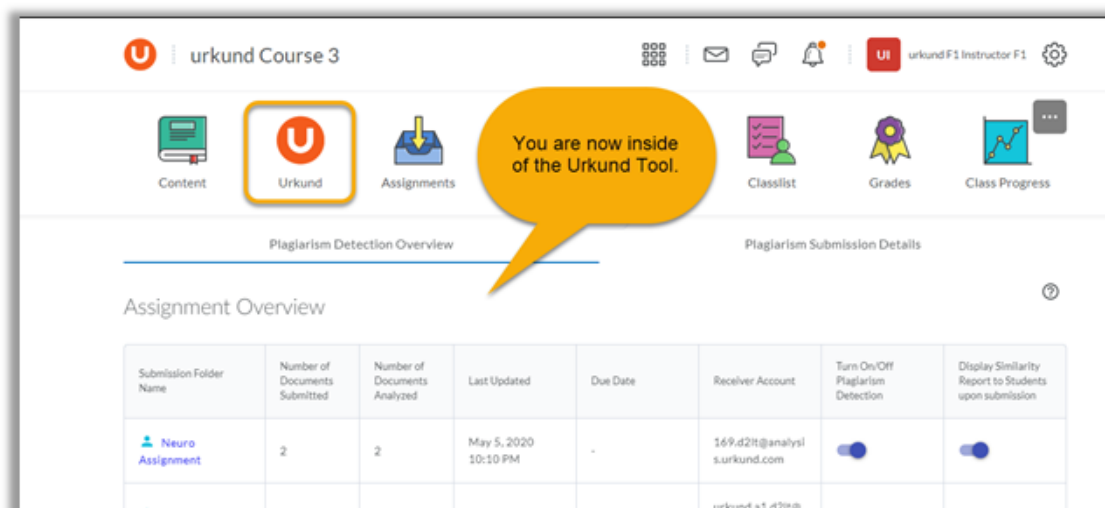 urkund Course 3
UI
urkund F1 Instructor F1
Content
Urkund
Assignments
You are now inside
of the Urkund Tool.
Classlist
Grades
Class Progress
Plagiarism Detection Overview
Plagiarism Submission Details
Assignment Overview
Submission Folder
Name
Number of
Documents
Submitted
Number of
Documents
Analyzed
Last Updated
Due Date
Receiver Account
Turn On/Off
Plagiarism
Detection
Display Similarity
Report to Students
upon submission
Neuro
Assignment
2
2
May 5, 2020
10:10 PM
-
169.d2lt@analysi
s.urkund.com